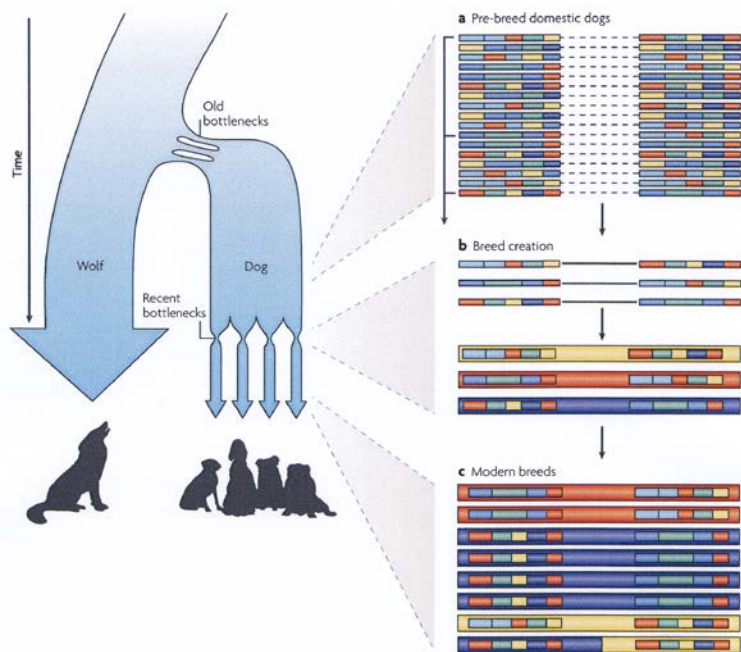 Time
Old
bottlenecks
Wolf
Dog
Recent
bottlenecks
a Pre-breed domestic dogs
b Breed creation
c Modern breeds